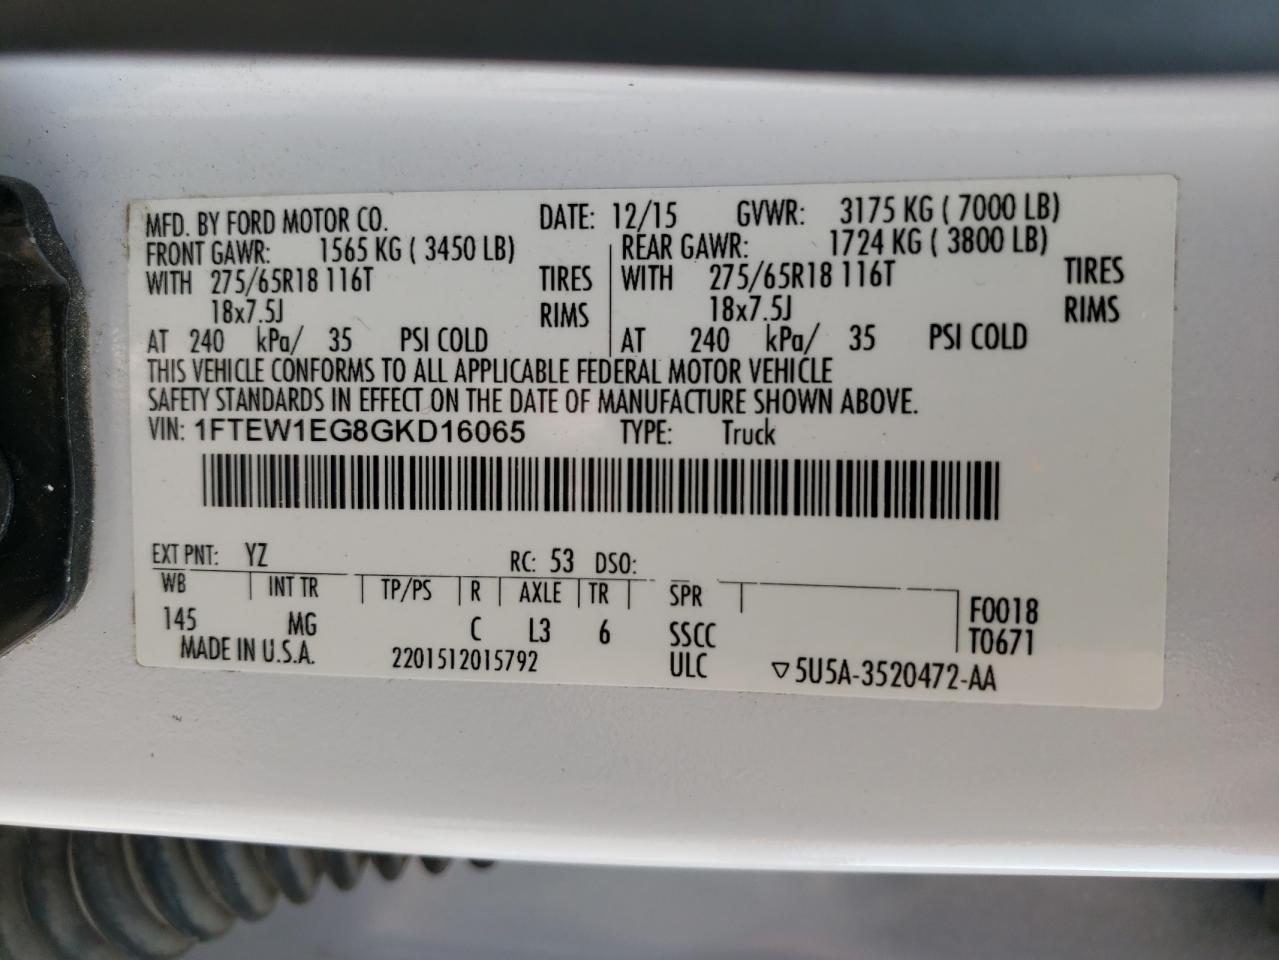 MFD. BY FORD MOTOR CO. DATE: 12/15 GVWR: 3175 KG ( 7000 LB)
FRONT GAWR: 1565 KG ( 3450 LB) REAR GAWR: 1724 KG ( 3800 LB)
WITH 275/65R18 116T TIRES WITH 275/65R18 116T TIRES
18x7.5J RIMS 18x7.5J RIMS
AT 240 kPa/ 35 PSI COLD AT 240 kPa/ 35 PSI COLD
THIS VEHICLE CONFORMS TO ALL APPLICABLE FEDERAL MOTOR VEHICLE
SAFETY STANDARDS IN EFFECT ON THE DATE OF MANUFACTURE SHOWN ABOVE.
VIN: 1FTEW1EG8GKD16065 TYPE: Truck
EXT PNT: YZ RC: 53 DSO:
WB INT TR TP/PS R AXLE TR SPR F0018
145 MG C L3 6 SSCC T0671
MADE IN U.S.A. 2201512015792 ULC ▽5U5A-3520472-AA